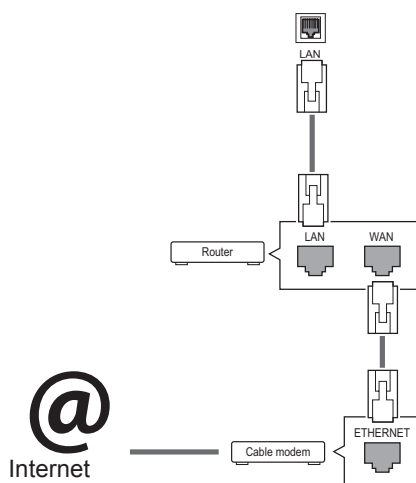 LAN
LAN WAN
Router
ETHERNET
@
Cable modem
Internet